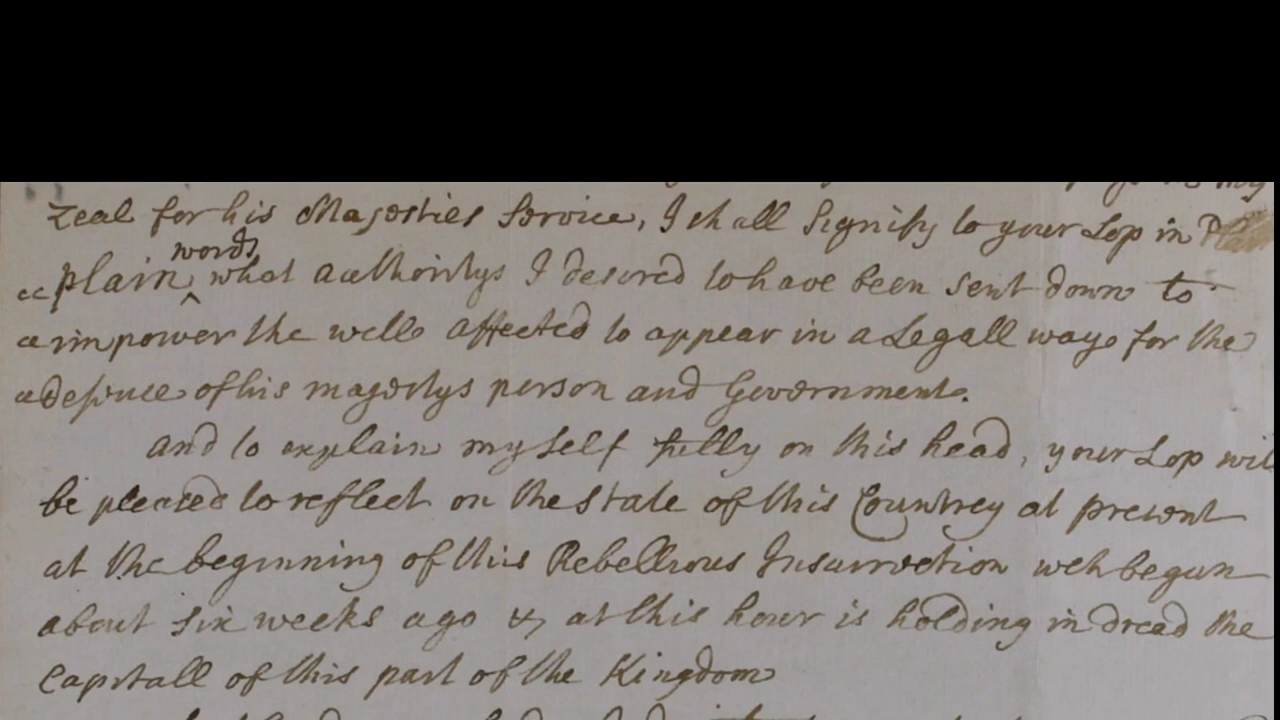 Zeal for his Majesties Service, I shall Signify to your Lop in
words
"plain ^ what authoritys I desired to have been sent down to
"impower the well affected to appear in a Legall waye for the
"defence of his majestys person and Government.
and to explain my self fully on this head, your Lop will
be pleased to reflect on the State of this Countrey at present
at the beginning of this Rebellious Insurrection wch begun
about six weeks ago & at this hour is holding in dread the
Capitall of this part of the Kingdom